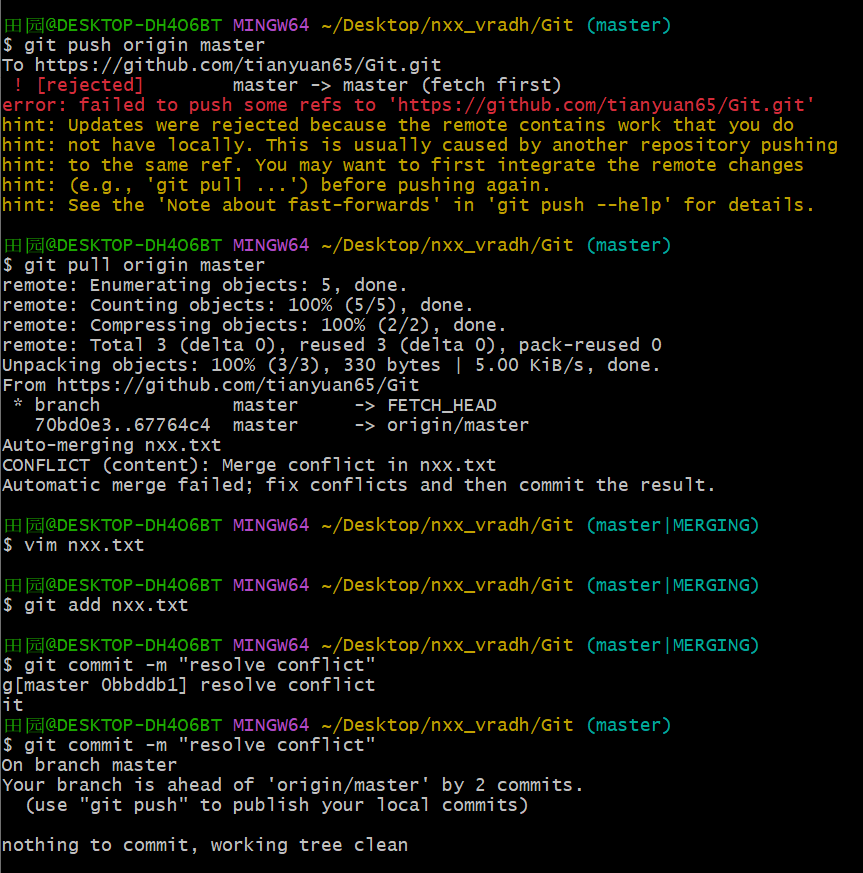 田园@DESKTOP-DH4O6BT MINGW64 ~/Desktop/nxx_vradh/Git (master)
$ git push origin master
To https://github.com/tianyuan65/Git.git
 ! [rejected]        master -> master (fetch first)
error: failed to push some refs to 'https://github.com/tianyuan65/Git.git'
hint: Updates were rejected because the remote contains work that you do
hint: not have locally. This is usually caused by another repository pushing
hint: to the same ref. You may want to first integrate the remote changes
hint: (e.g., 'git pull ...') before pushing again.
hint: See the 'Note about fast-forwards' in 'git push --help' for details.

田园@DESKTOP-DH4O6BT MINGW64 ~/Desktop/nxx_vradh/Git (master)
$ git pull origin master
remote: Enumerating objects: 5, done.
remote: Counting objects: 100% (5/5), done.
remote: Compressing objects: 100% (2/2), done.
remote: Total 3 (delta 0), reused 3 (delta 0), pack-reused 0
Unpacking objects: 100% (3/3), 330 bytes | 5.00 KiB/s, done.
From https://github.com/tianyuan65/Git
 * branch            master     -> FETCH_HEAD
   70bd0e3..67764c4  master     -> origin/master
Auto-merging nxx.txt
CONFLICT (content): Merge conflict in nxx.txt
Automatic merge failed; fix conflicts and then commit the result.

田园@DESKTOP-DH4O6BT MINGW64 ~/Desktop/nxx_vradh/Git (master|MERGING)
$ vim nxx.txt

田园@DESKTOP-DH4O6BT MINGW64 ~/Desktop/nxx_vradh/Git (master|MERGING)
$ git add nxx.txt

田园@DESKTOP-DH4O6BT MINGW64 ~/Desktop/nxx_vradh/Git (master|MERGING)
$ git commit -m "resolve conflict"
g[master 0bbddb1] resolve conflict
it
田园@DESKTOP-DH4O6BT MINGW64 ~/Desktop/nxx_vradh/Git (master)
$ git commit -m "resolve conflict"
On branch master
Your branch is ahead of 'origin/master' by 2 commits.
  (use "git push" to publish your local commits)

nothing to commit, working tree clean